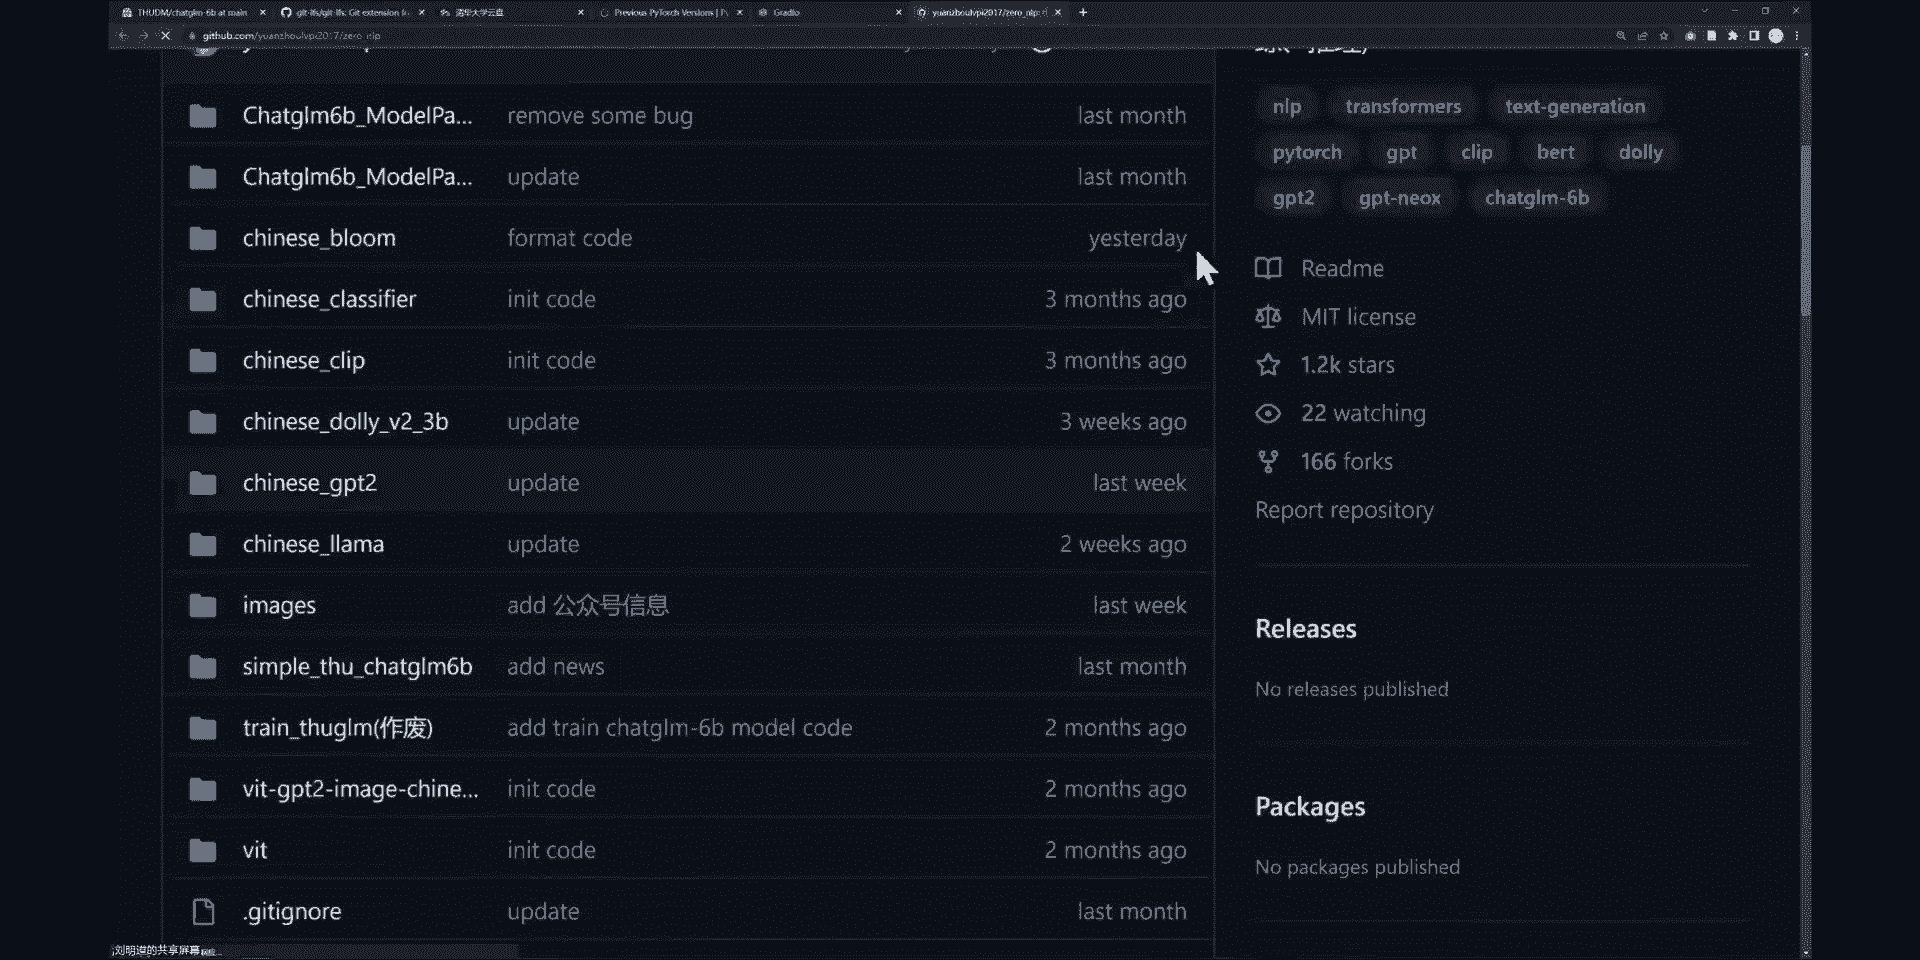 THUDM/chatglm-6b at main
git-lfs/git-lfs: Git extension fo
清华大学云盘
Previous PyTorch Versions | Py
Gradio
yuanzhoulvpi2017/zero_nlp:
github.com/yuanzhoulvpi2017/zero_nlp
Chatglm6b_ModelPa... remove some bug last month
Chatglm6b_ModelPa... update last month
chinese_bloom format code yesterday
chinese_classifier init code 3 months ago
chinese_clip init code 3 months ago
chinese_dolly_v2_3b update 3 weeks ago
chinese_gpt2 update last week
chinese_llama update 2 weeks ago
images add 公众号信息 last week
simple_thu_chatglm6b add news last month
train_thuglm(作废) add train chatglm-6b model code 2 months ago
vit-gpt2-image-chine... init code 2 months ago
vit init code 2 months ago
.gitignore update last month
nlp transformers text-generation
pytorch gpt clip bert dolly
gpt2 gpt-neox chatglm-6b
Readme
MIT license
1.2k stars
22 watching
166 forks
Report repository
Releases
No releases published
Packages
No packages published
刘明道的共享屏幕